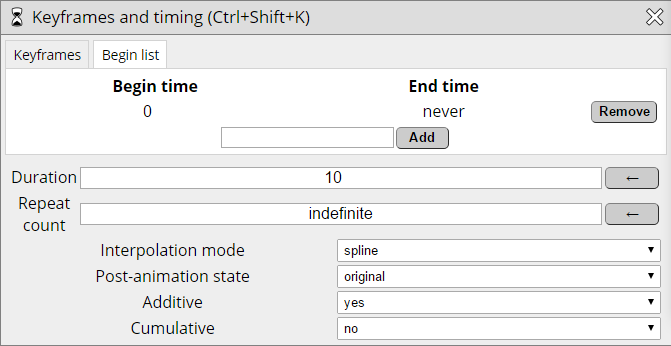 Keyframes and timing (Ctrl+Shift+K)
Keyframes Begin list
Begin time End time
0 never Remove
Add
Duration 10 ←
Repeat count indefinite ←
Interpolation mode spline
Post-animation state original
Additive yes
Cumulative no